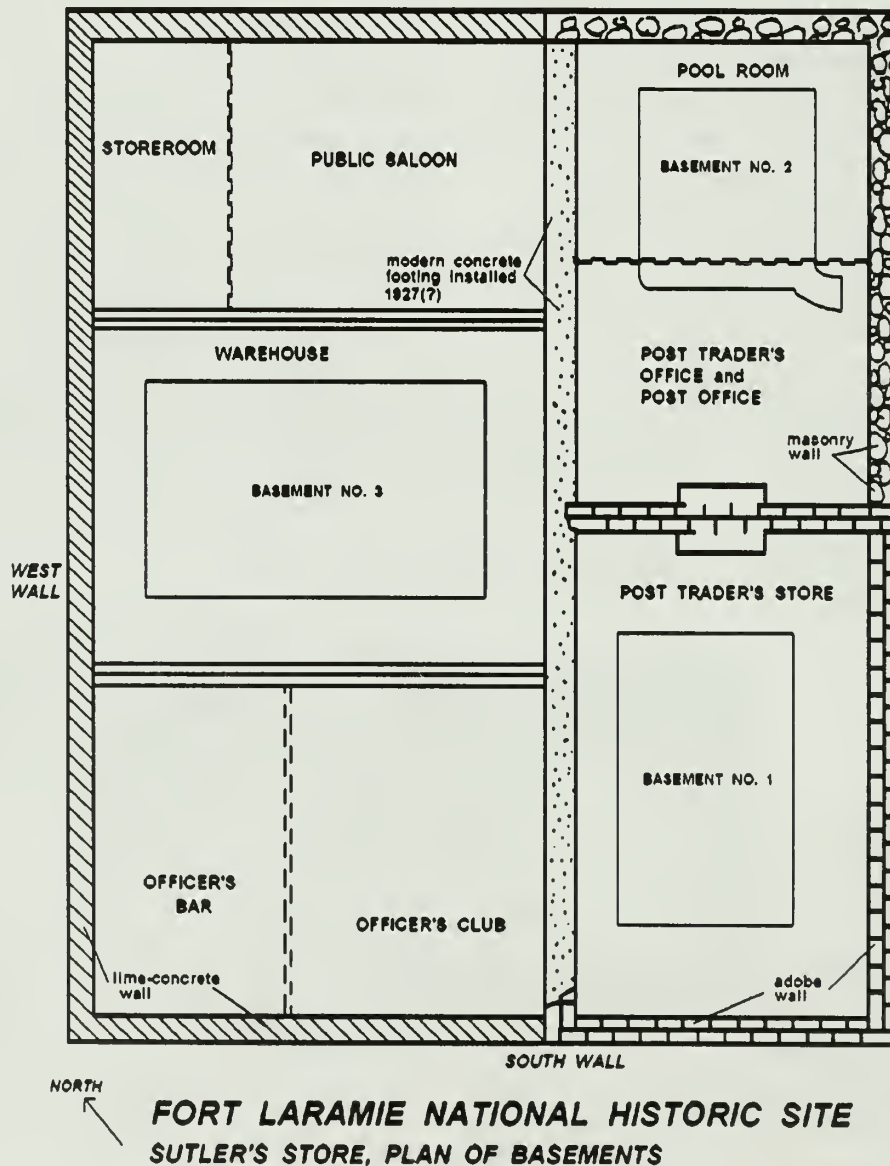 POOL ROOM
STOREROOM
PUBLIC SALOON
BASEMENT NO. 2
modern concrete
footing installed
1927(?)
WAREHOUSE
POST TRADER'S
OFFICE and
POST OFFICE
masonry
wall
BASEMENT NO. 3
WEST
WALL
POST TRADER'S STORE
BASEMENT NO. 1
OFFICER'S
BAR
OFFICER'S CLUB
lime-concrete
wall
adobe
wall
SOUTH WALL
NORTH
FORT LARAMIE NATIONAL HISTORIC SITE
SUTLER'S STORE, PLAN OF BASEMENTS